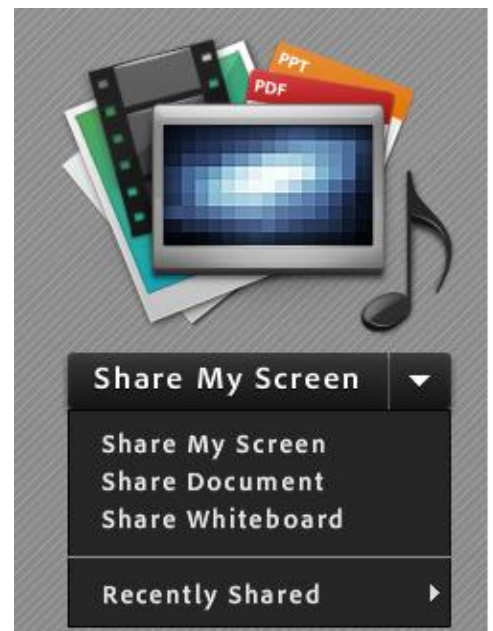 PPT
PDF
Share My Screen
Share My Screen
Share Document
Share Whiteboard
Recently Shared